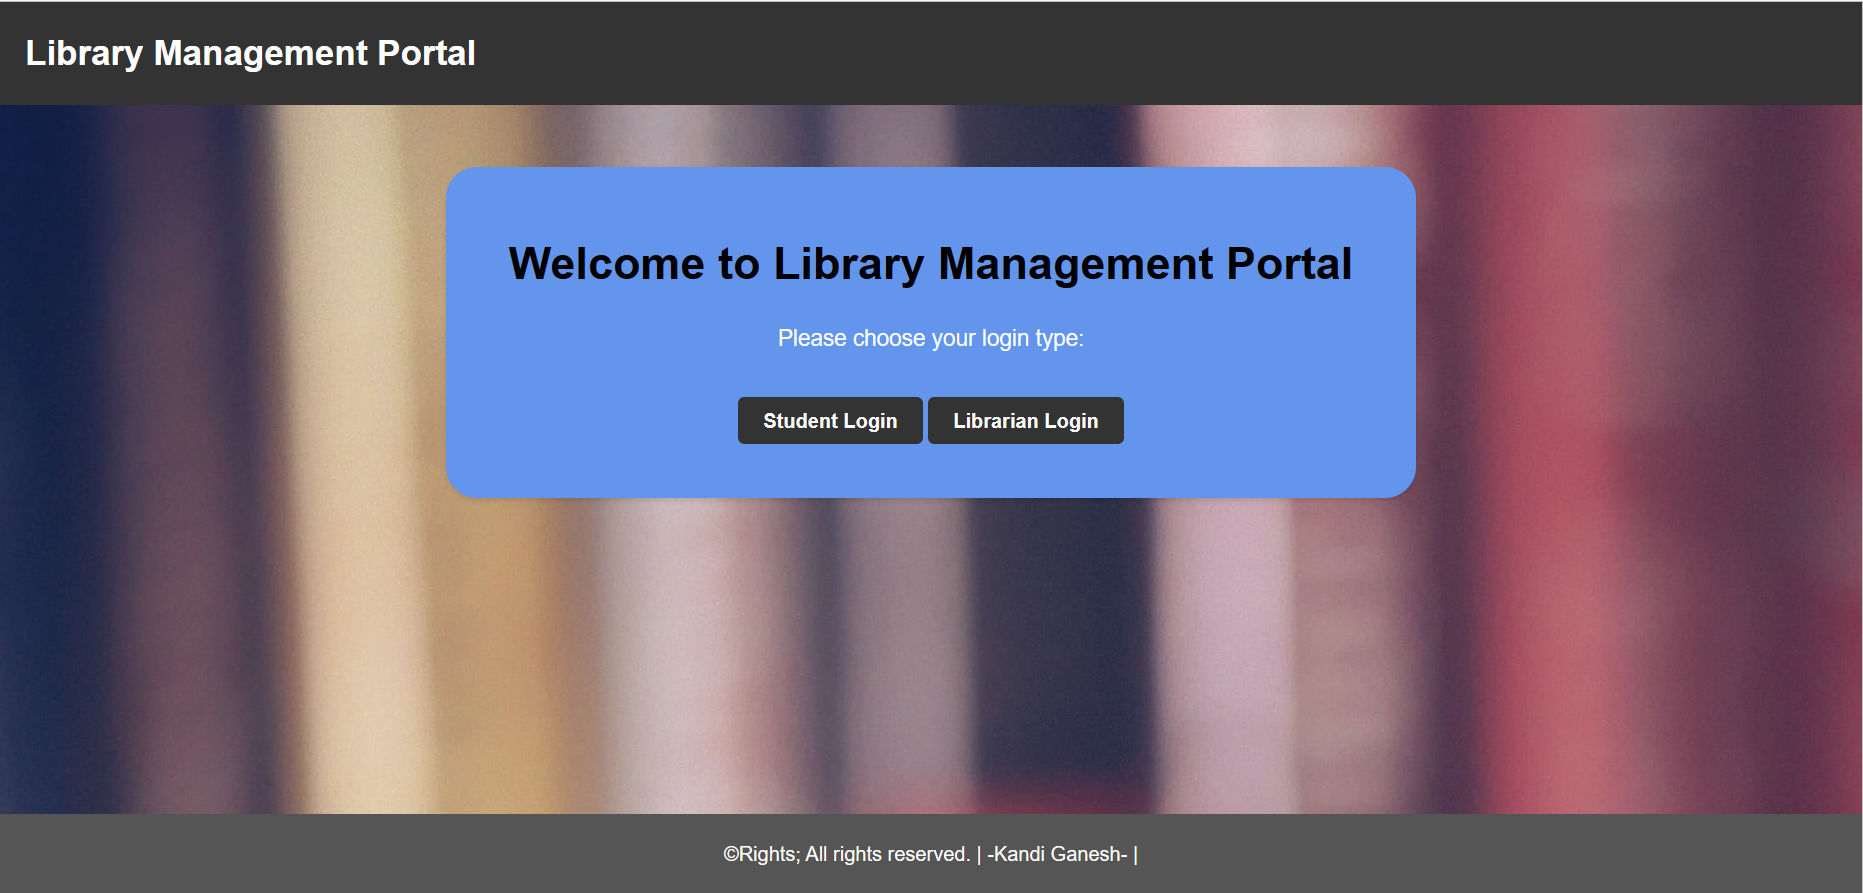 Library Management Portal
Welcome to Library Management Portal
Please choose your login type:
Student Login Librarian Login
©Rights; All rights reserved. | -Kandi Ganesh- |